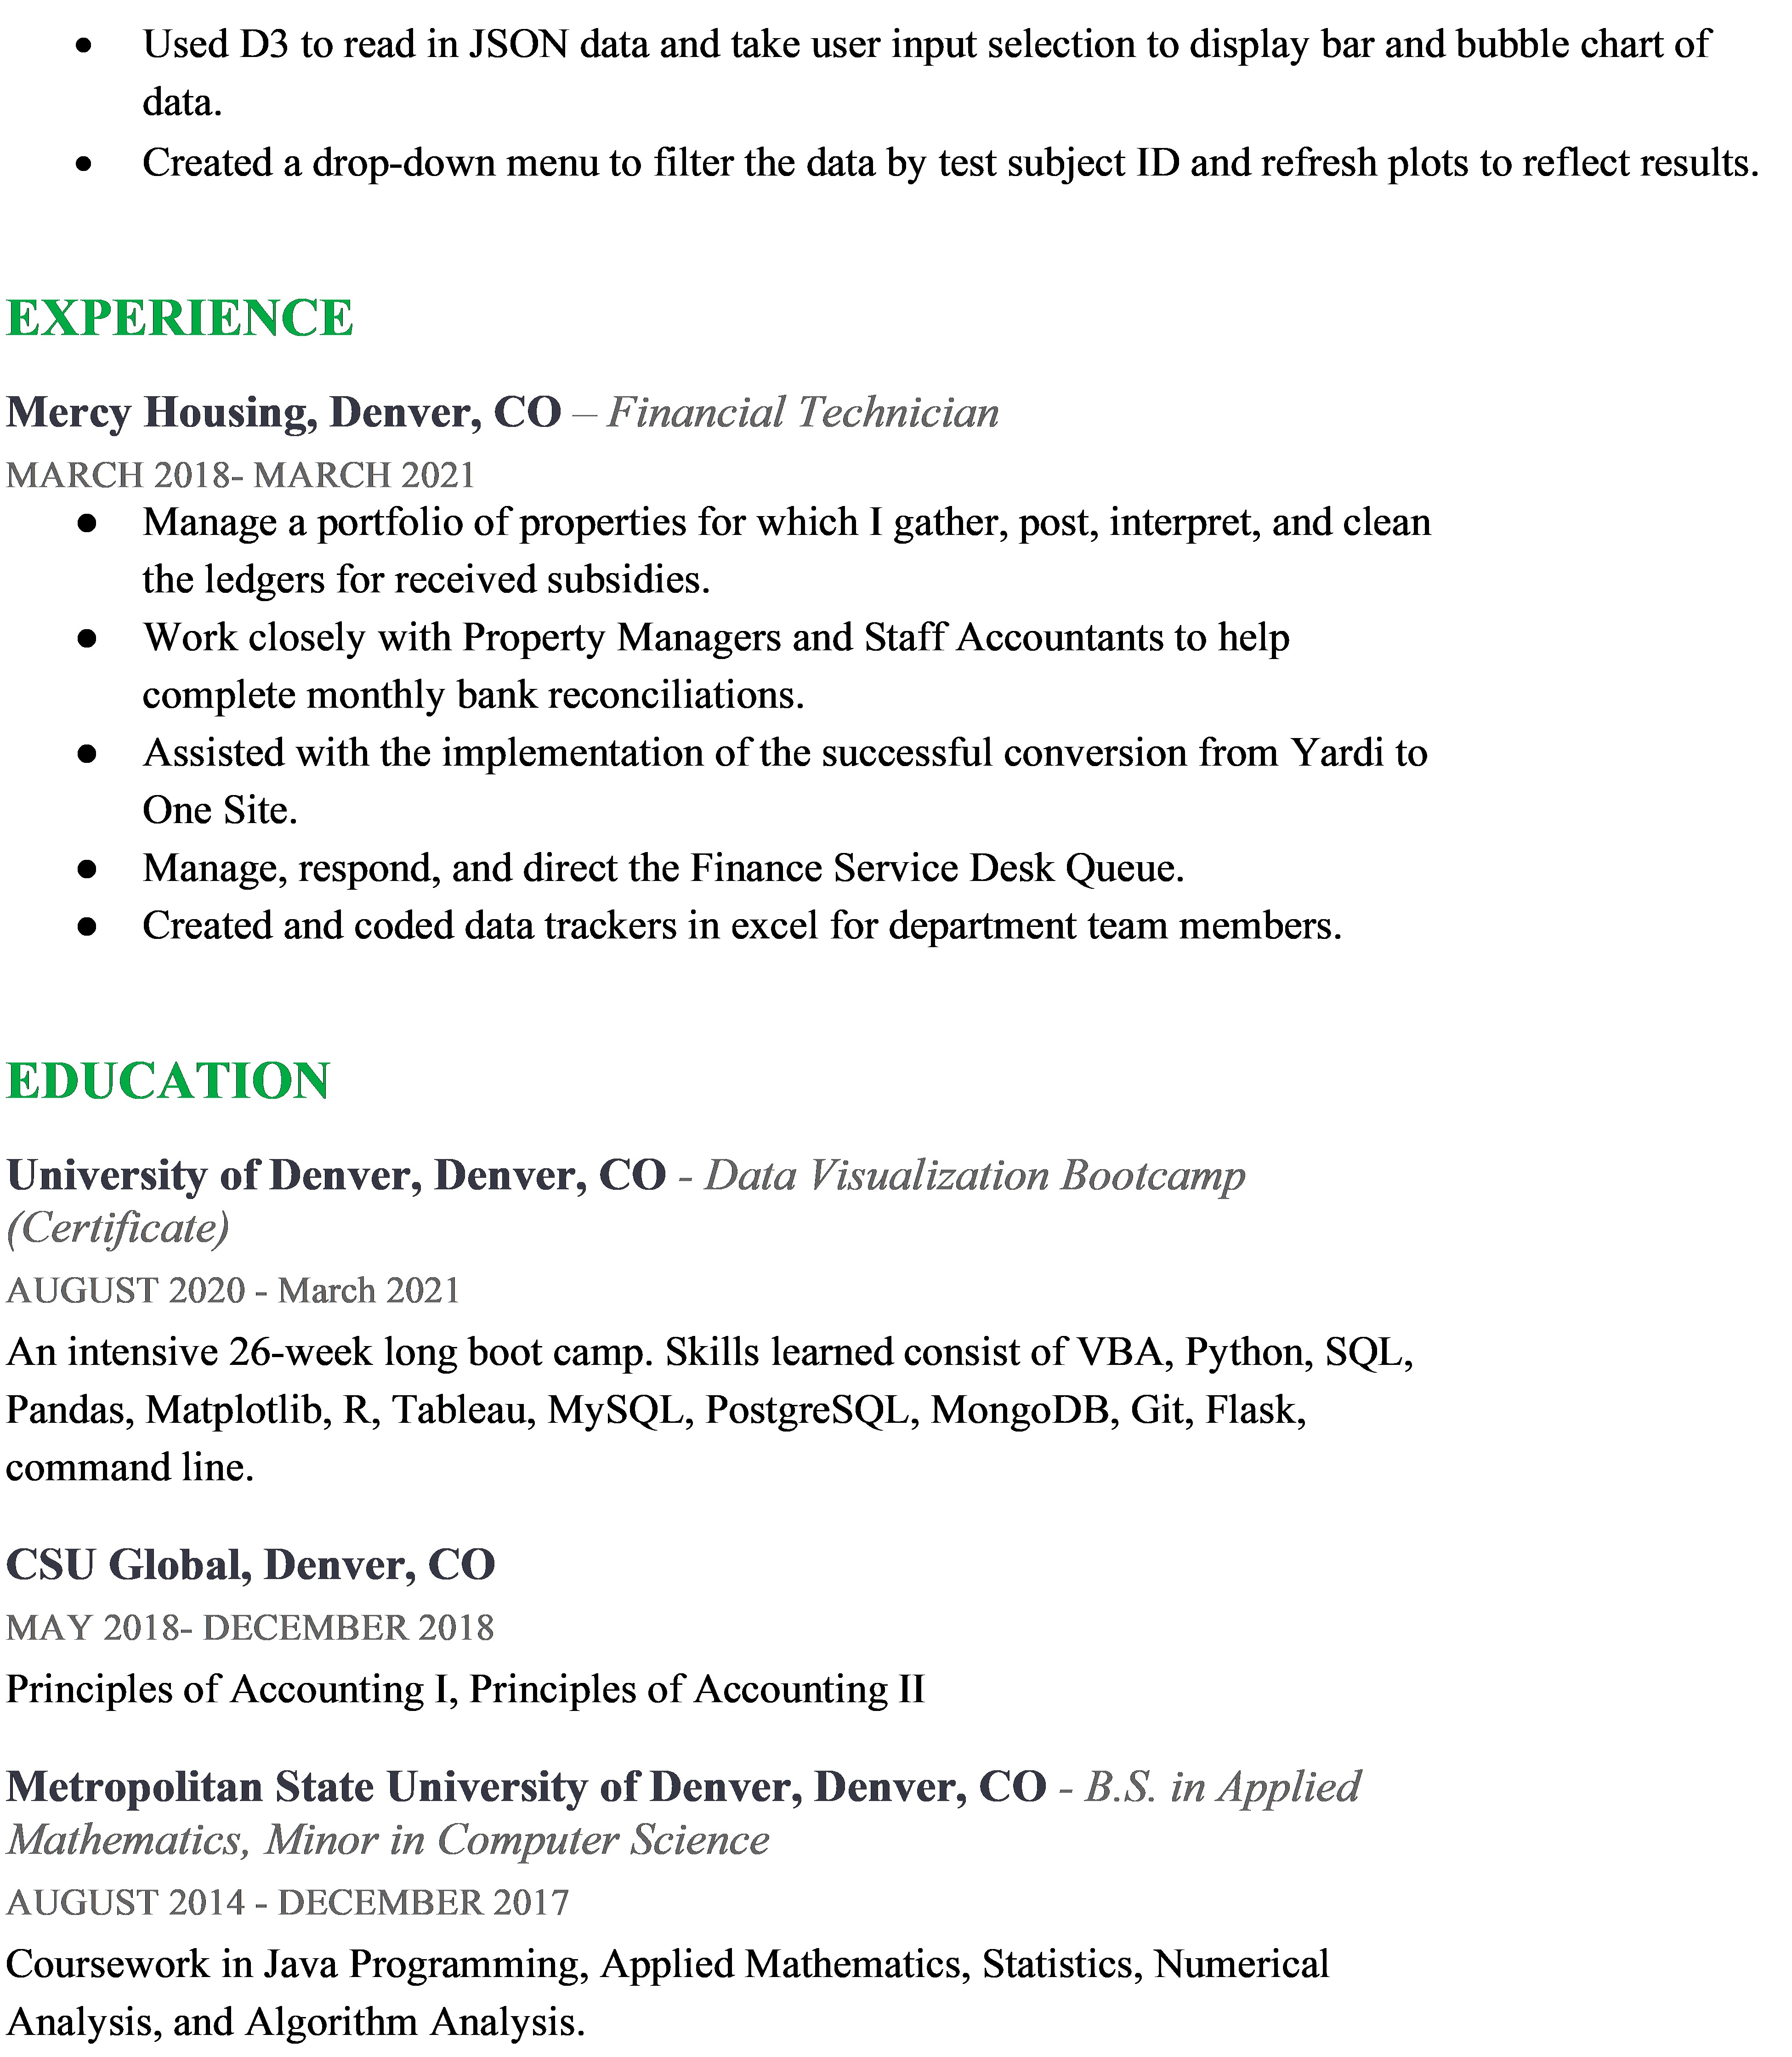 ● Used D3 to read in JSON data and take user input selection to display bar and bubble chart of
data.
● Created a drop-down menu to filter the data by test subject ID and refresh plots to reflect results.
EXPERIENCE
Mercy Housing, Denver, CO – Financial Technician
MARCH 2018- MARCH 2021
● Manage a portfolio of properties for which I gather, post, interpret, and clean
the ledgers for received subsidies.
● Work closely with Property Managers and Staff Accountants to help
complete monthly bank reconciliations.
● Assisted with the implementation of the successful conversion from Yardi to
One Site.
● Manage, respond, and direct the Finance Service Desk Queue.
● Created and coded data trackers in excel for department team members.
EDUCATION
University of Denver, Denver, CO - Data Visualization Bootcamp
(Certificate)
AUGUST 2020 - March 2021
An intensive 26-week long boot camp. Skills learned consist of VBA, Python, SQL,
Pandas, Matplotlib, R, Tableau, MySQL, PostgreSQL, MongoDB, Git, Flask,
command line.
CSU Global, Denver, CO
MAY 2018- DECEMBER 2018
Principles of Accounting I, Principles of Accounting II
Metropolitan State University of Denver, Denver, CO - B.S. in Applied
Mathematics, Minor in Computer Science
AUGUST 2014 - DECEMBER 2017
Coursework in Java Programming, Applied Mathematics, Statistics, Numerical
Analysis, and Algorithm Analysis.